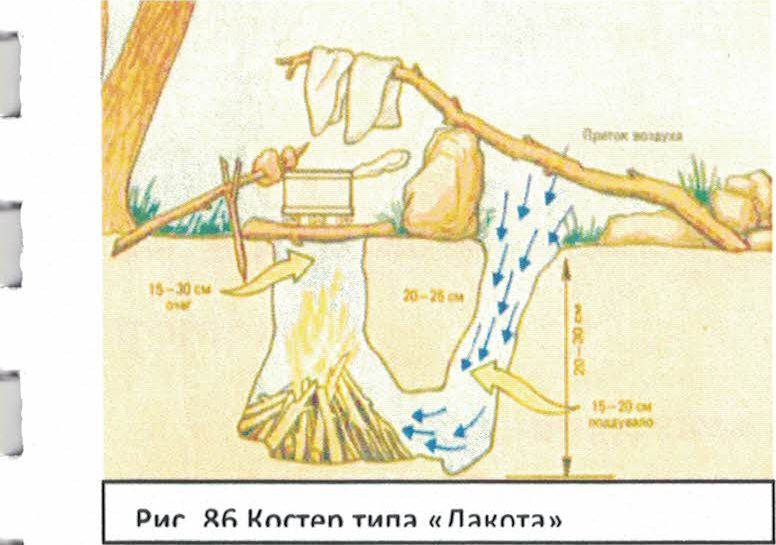 Приток воздуха
15–30 см
очаг
20–25 см
20–30 см
15–20 см
поддувало
Рис. 86 Костер типа «Лакота»